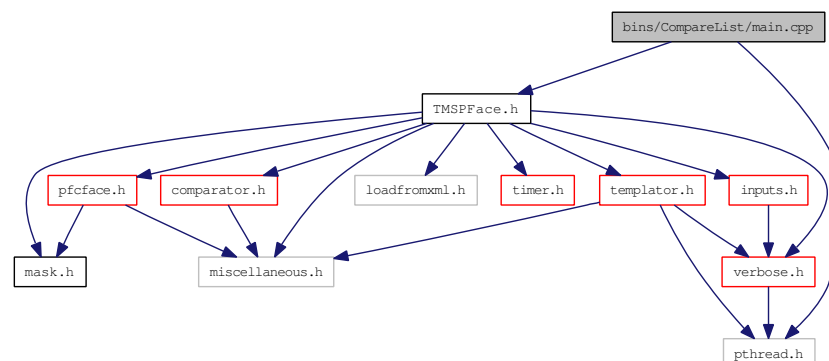 bins/CompareList/main.cpp
TMSPFace.h
pfcface.h
comparator.h
loadfromxml.h
timer.h
templator.h
inputs.h
mask.h
miscellaneous.h
verbose.h
pthread.h